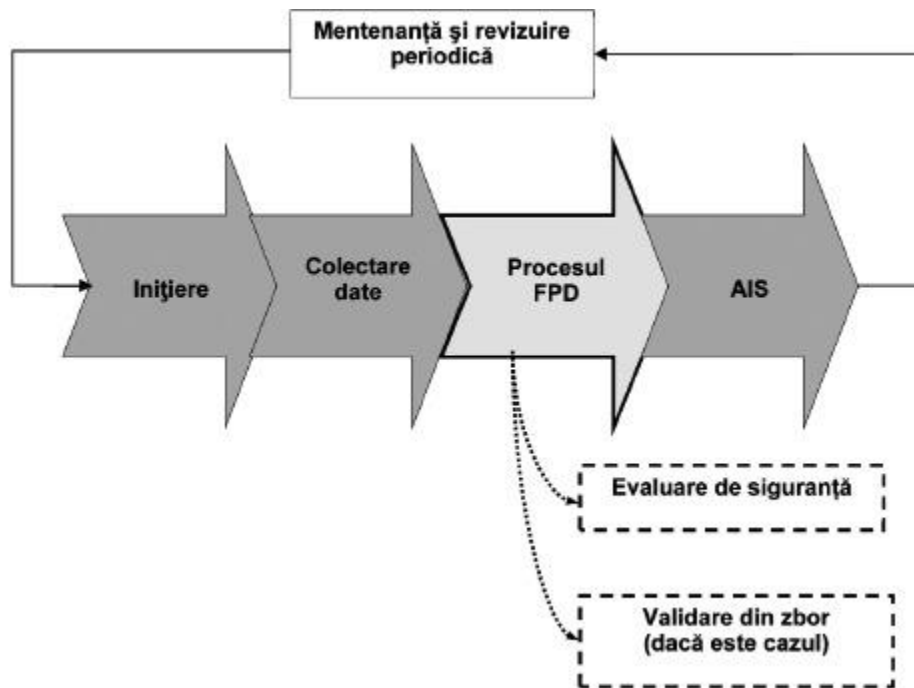 Mentenanţă şi revizuire
periodică
Iniţiere
Colectare
date
Procesul
FPD
AIS
Evaluare de siguranţă
Validare din zbor
(dacă este cazul)